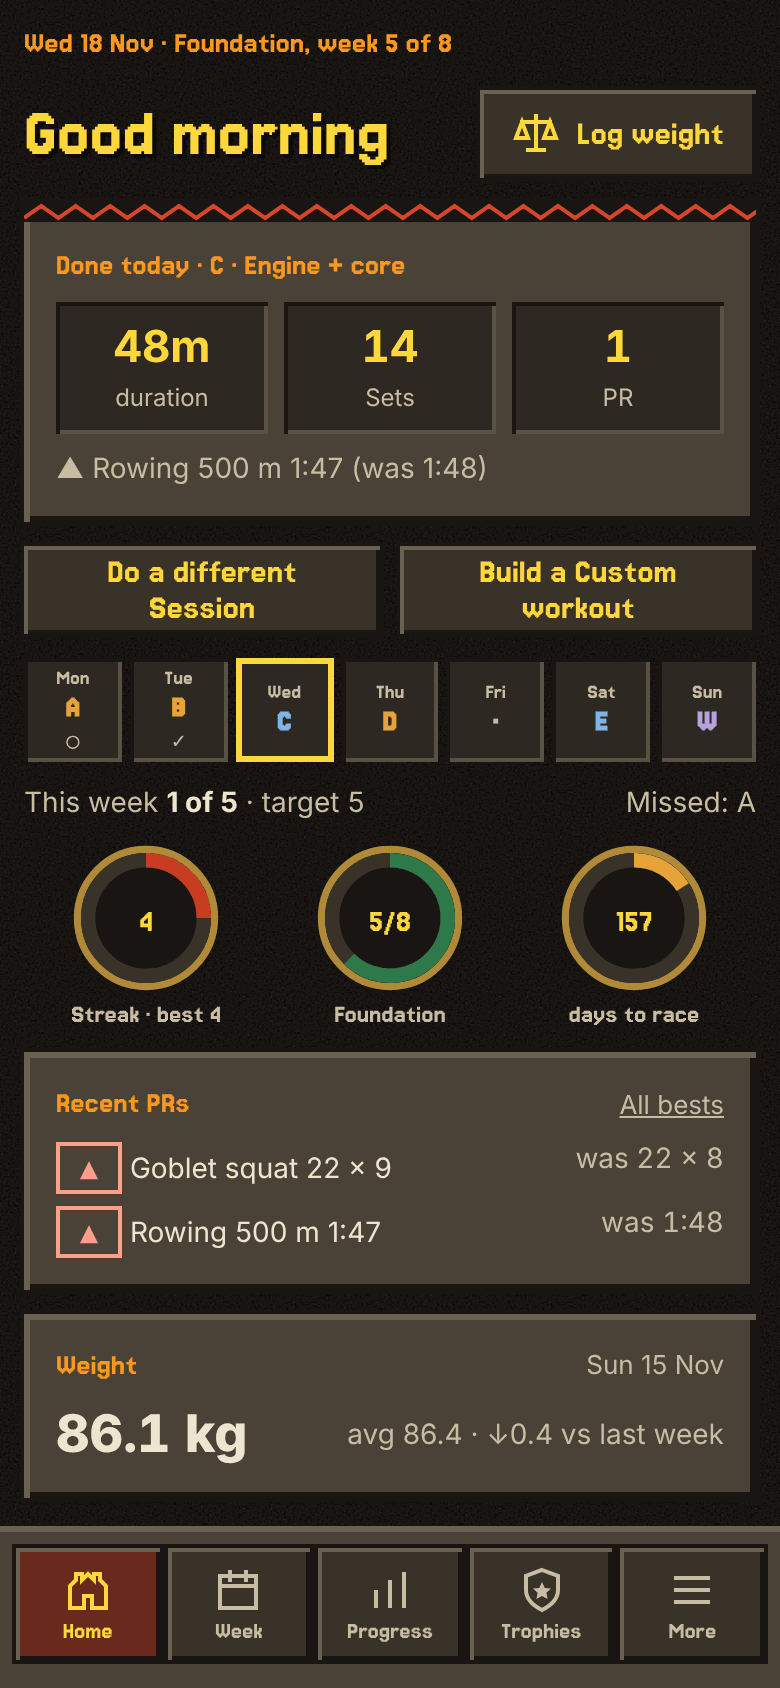 Wed 18 Nov · Foundation, week 5 of 8
Good morning
Log weight
Done today · C · Engine + core
48m
duration
14
Sets
1
PR
▲ Rowing 500 m 1:47 (was 1:48)
Do a different
Session
Build a Custom
workout
Mon
A
○
Tue
B
✓
Wed
C
Thu
D
Fri
·
Sat
E
Sun
W
This week 1 of 5 · target 5
Missed: A
4
Streak · best 4
5/8
Foundation
157
days to race
Recent PRs
All bests
▲ Goblet squat 22 × 9
was 22 × 8
▲ Rowing 500 m 1:47
was 1:48
Weight
Sun 15 Nov
86.1 kg
avg 86.4 · ↓0.4 vs last week
Home
Week
Progress
Trophies
More